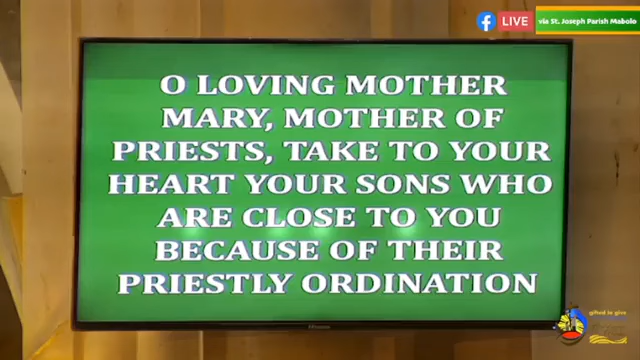 LIVE
via St. Joseph Parish Mabolo
O LOVING MOTHER
MARY, MOTHER OF
PRIESTS, TAKE TO YOUR
HEART YOUR SONS WHO
ARE CLOSE TO YOU
BECAUSE OF THEIR
PRIESTLY ORDINATION
Hisense
gifted to give